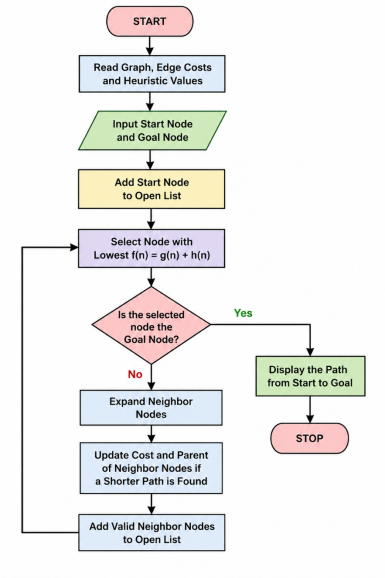 START
Read Graph, Edge Costs
and Heuristic Values
Input Start Node
and Goal Node
Add Start Node
to Open List
Select Node with
Lowest f(n) = g(n) + h(n)
Is the selected
node the
Goal Node?
Yes
Display the Path
from Start to Goal
STOP
No
Expand Neighbor
Nodes
Update Cost and Parent
of Neighbor Nodes if
a Shorter Path is Found
Add Valid Neighbor Nodes
to Open List